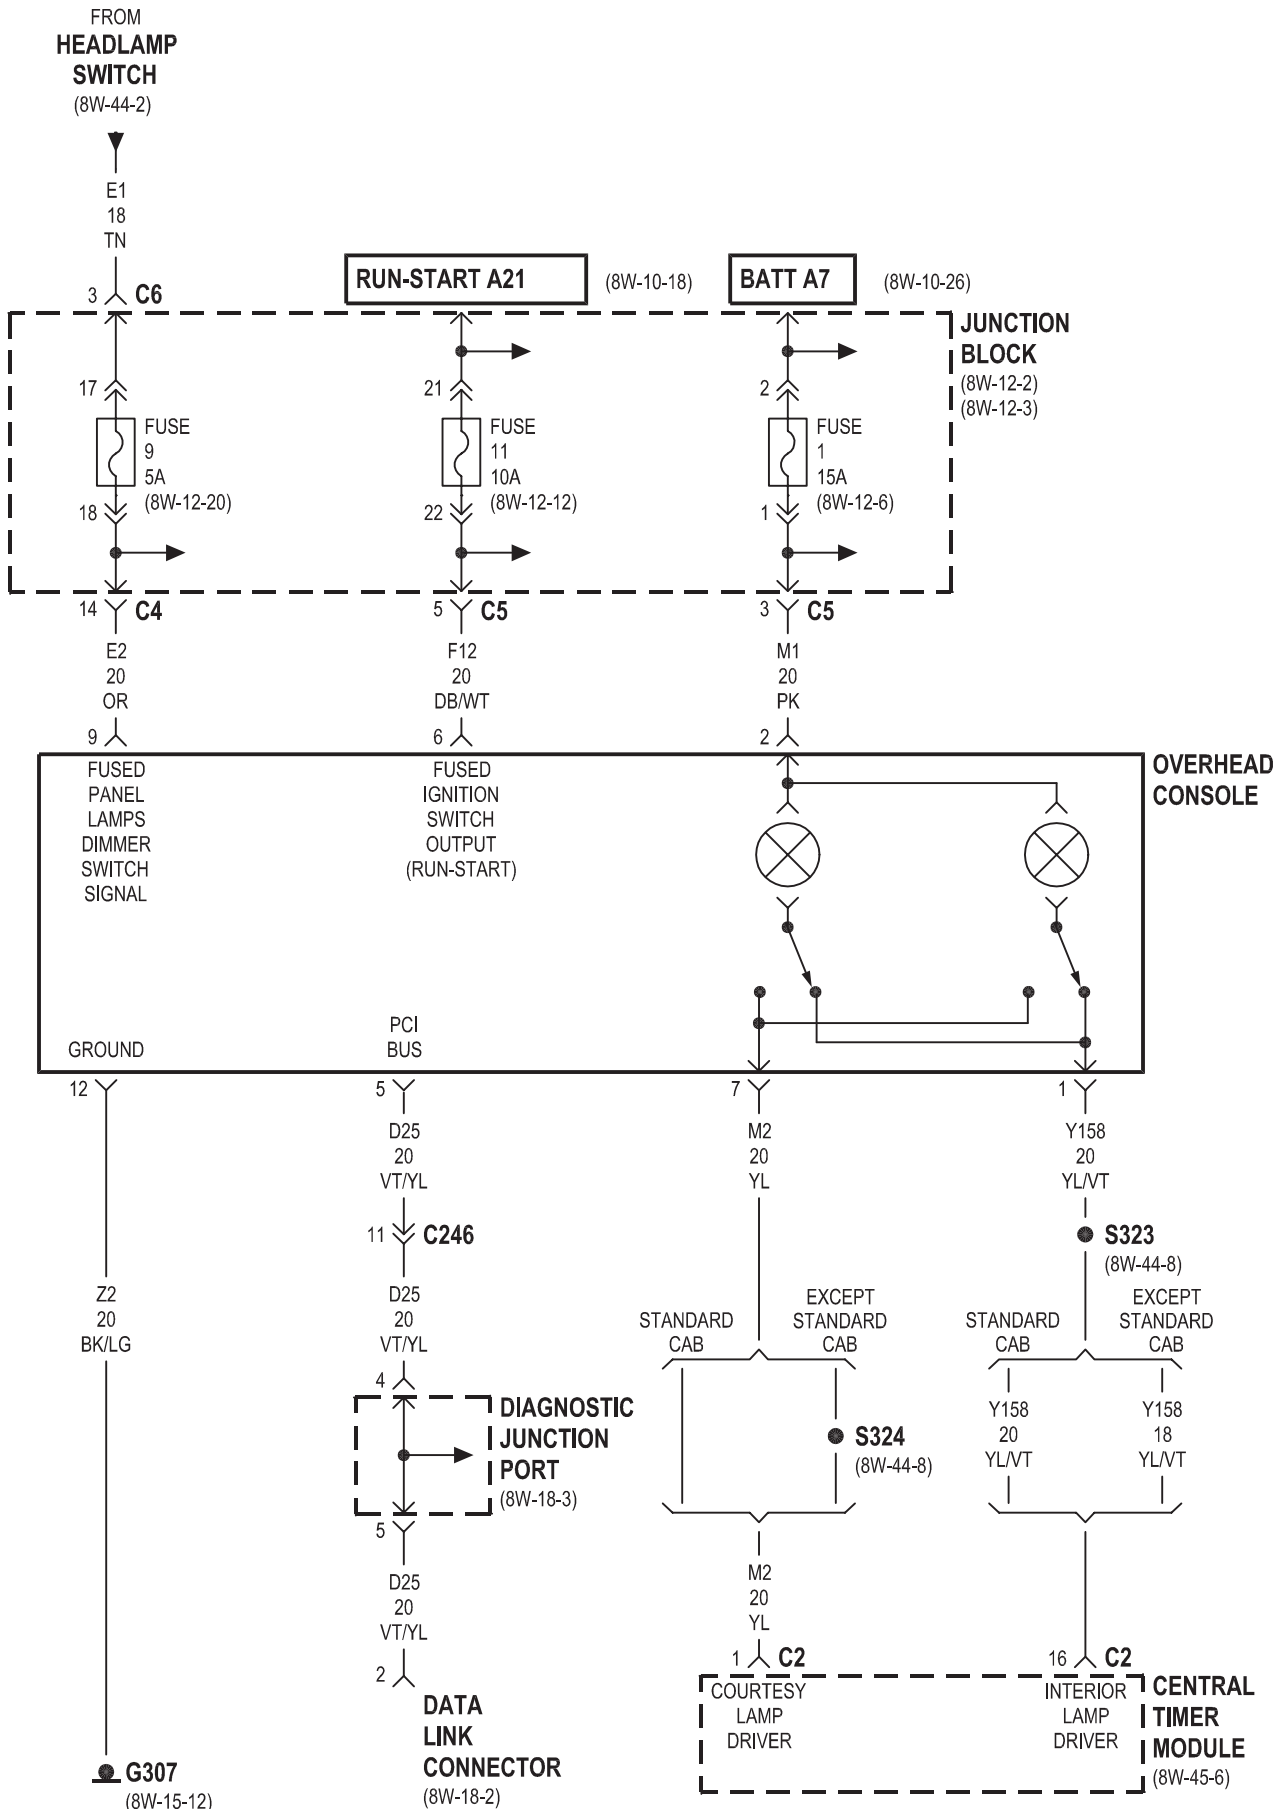 FROM
HEADLAMP
SWITCH
(8W-44-2)
E1
18
TN
3
C6
RUN-START A21
(8W-10-18)
BATT A7
(8W-10-26)
JUNCTION
BLOCK
(8W-12-2)
(8W-12-3)
17
FUSE
9
5A
(8W-12-20)
18
21
FUSE
11
10A
(8W-12-12)
22
2
FUSE
1
15A
(8W-12-6)
1
14
C4
5
C5
3
C5
E2
20
OR
F12
20
DB/WT
M1
20
PK
9
6
2
OVERHEAD
CONSOLE
FUSED
PANEL
LAMPS
DIMMER
SWITCH
SIGNAL
FUSED
IGNITION
SWITCH
OUTPUT
(RUN-START)
GROUND
PCI
BUS
12
5
7
1
D25
20
VT/YL
M2
20
YL
Y158
20
YL/VT
11
C246
S323
(8W-44-8)
Z2
20
BK/LG
D25
20
VT/YL
STANDARD
CAB
EXCEPT
STANDARD
CAB
STANDARD
CAB
EXCEPT
STANDARD
CAB
4
DIAGNOSTIC
JUNCTION
PORT
(8W-18-3)
S324
(8W-44-8)
Y158
20
YL/VT
Y158
18
YL/VT
5
D25
20
VT/YL
M2
20
YL
2
DATA
LINK
CONNECTOR
(8W-18-2)
1
C2
16
C2
COURTESY
LAMP
DRIVER
INTERIOR
LAMP
DRIVER
CENTRAL
TIMER
MODULE
(8W-45-6)
G307
(8W-15-12)